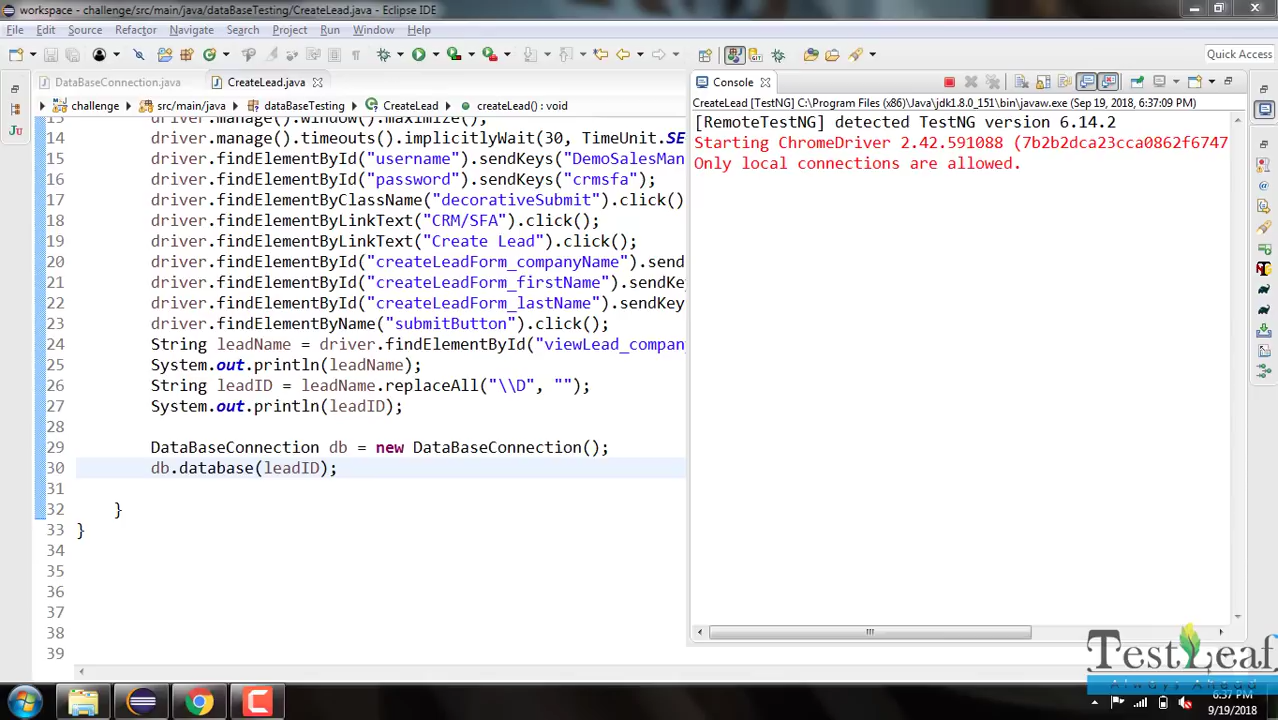 workspace - challenge/src/main/java/dataBaseTesting/CreateLead.java - Eclipse IDE
File Edit Source Refactor Navigate Search Project Run Window Help
Quick Access
DataBaseConnection.java CreateLead.java
challenge src/main/java dataBaseTesting CreateLead createLead() : void
13 driver.manage().window().maximize();
14 driver.manage().timeouts().implicitlyWait(30, TimeUnit.SE
15 driver.findElementById("username").sendKeys("DemoSalesMan
16 driver.findElementById("password").sendKeys("crmsfa");
17 driver.findElementByClassName("decorativeSubmit").click()
18 driver.findElementByLinkText("CRM/SFA").click();
19 driver.findElementByLinkText("Create Lead").click();
20 driver.findElementById("createLeadForm_companyName").send
21 driver.findElementById("createLeadForm_firstName").sendKe
22 driver.findElementById("createLeadForm_lastName").sendKey
23 driver.findElementByName("submitButton").click();
24 String leadName = driver.findElementById("viewLead_compan
25 System.out.println(leadName);
26 String leadID = leadName.replaceAll("\\D", "");
27 System.out.println(leadID);
28
29 DataBaseConnection db = new DataBaseConnection();
30 db.database(leadID);
31
32 }
33 }
34
35
36
37
38
39
Console
CreateLead [TestNG] C:\Program Files (x86)\Java\jdk1.8.0_151\bin\javaw.exe (Sep 19, 2018, 6:37:09 PM)
[RemoteTestNG] detected TestNG version 6.14.2
Starting ChromeDriver 2.42.591088 (7b2b2dca23cca0862f6747
Only local connections are allowed.
TestLeaf
Always Ahead
6:37 PM
9/19/2018